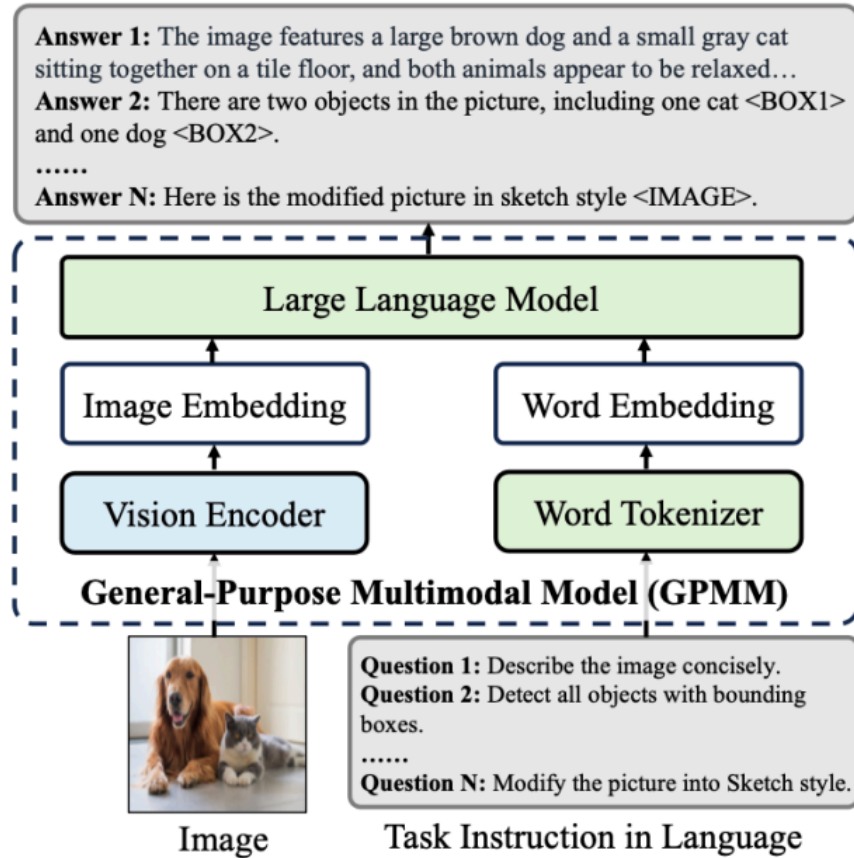 Answer 1: The image features a large brown dog and a small gray cat
sitting together on a tile floor, and both animals appear to be relaxed…
Answer 2: There are two objects in the picture, including one cat <BOX1>
and one dog <BOX2>.
……
Answer N: Here is the modified picture in sketch style <IMAGE>.
Large Language Model
Image Embedding
Word Embedding
Vision Encoder
Word Tokenizer
General-Purpose Multimodal Model (GPMM)
Question 1: Describe the image concisely.
Question 2: Detect all objects with bounding
boxes.
……
Question N: Modify the picture into Sketch style.
Image
Task Instruction in Language